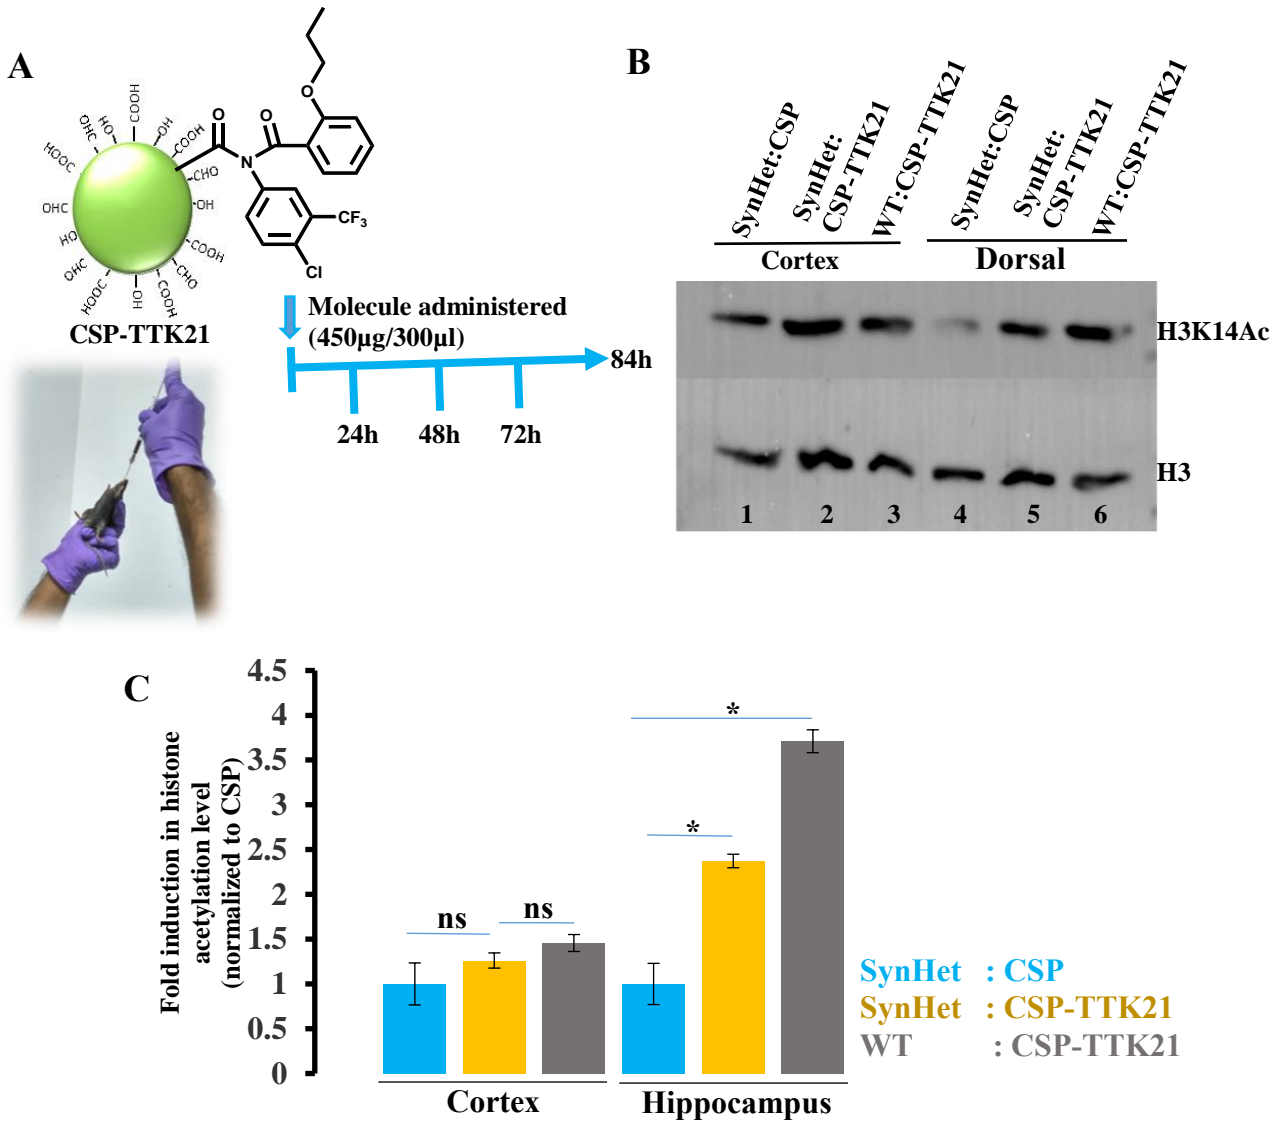 A
O
O
O
N
CF3
Cl
COOH
HO
OH
OHC
COOH
HOOC
CHO
OHC
OH
HO
COOH
OHC
CHO
HOOC
HO
COOH
CSP-TTK21
Molecule administered
(450µg/300µl)
84h
24h
48h
72h
B
SynHet:CSP
SynHet:
CSP-TTK21
WT:CSP-TTK21
SynHet:CSP
SynHet:
CSP-TTK21
WT:CSP-TTK21
Cortex
Dorsal
H3K14Ac
H3
1 2 3 4 5 6
C
Fold induction in histone
acetylation level
(normalized to CSP)
4.5
4
3.5
3
2.5
2
1.5
1
0.5
0
ns
ns
*
*
Cortex
Hippocampus
SynHet : CSP
SynHet : CSP-TTK21
WT : CSP-TTK21